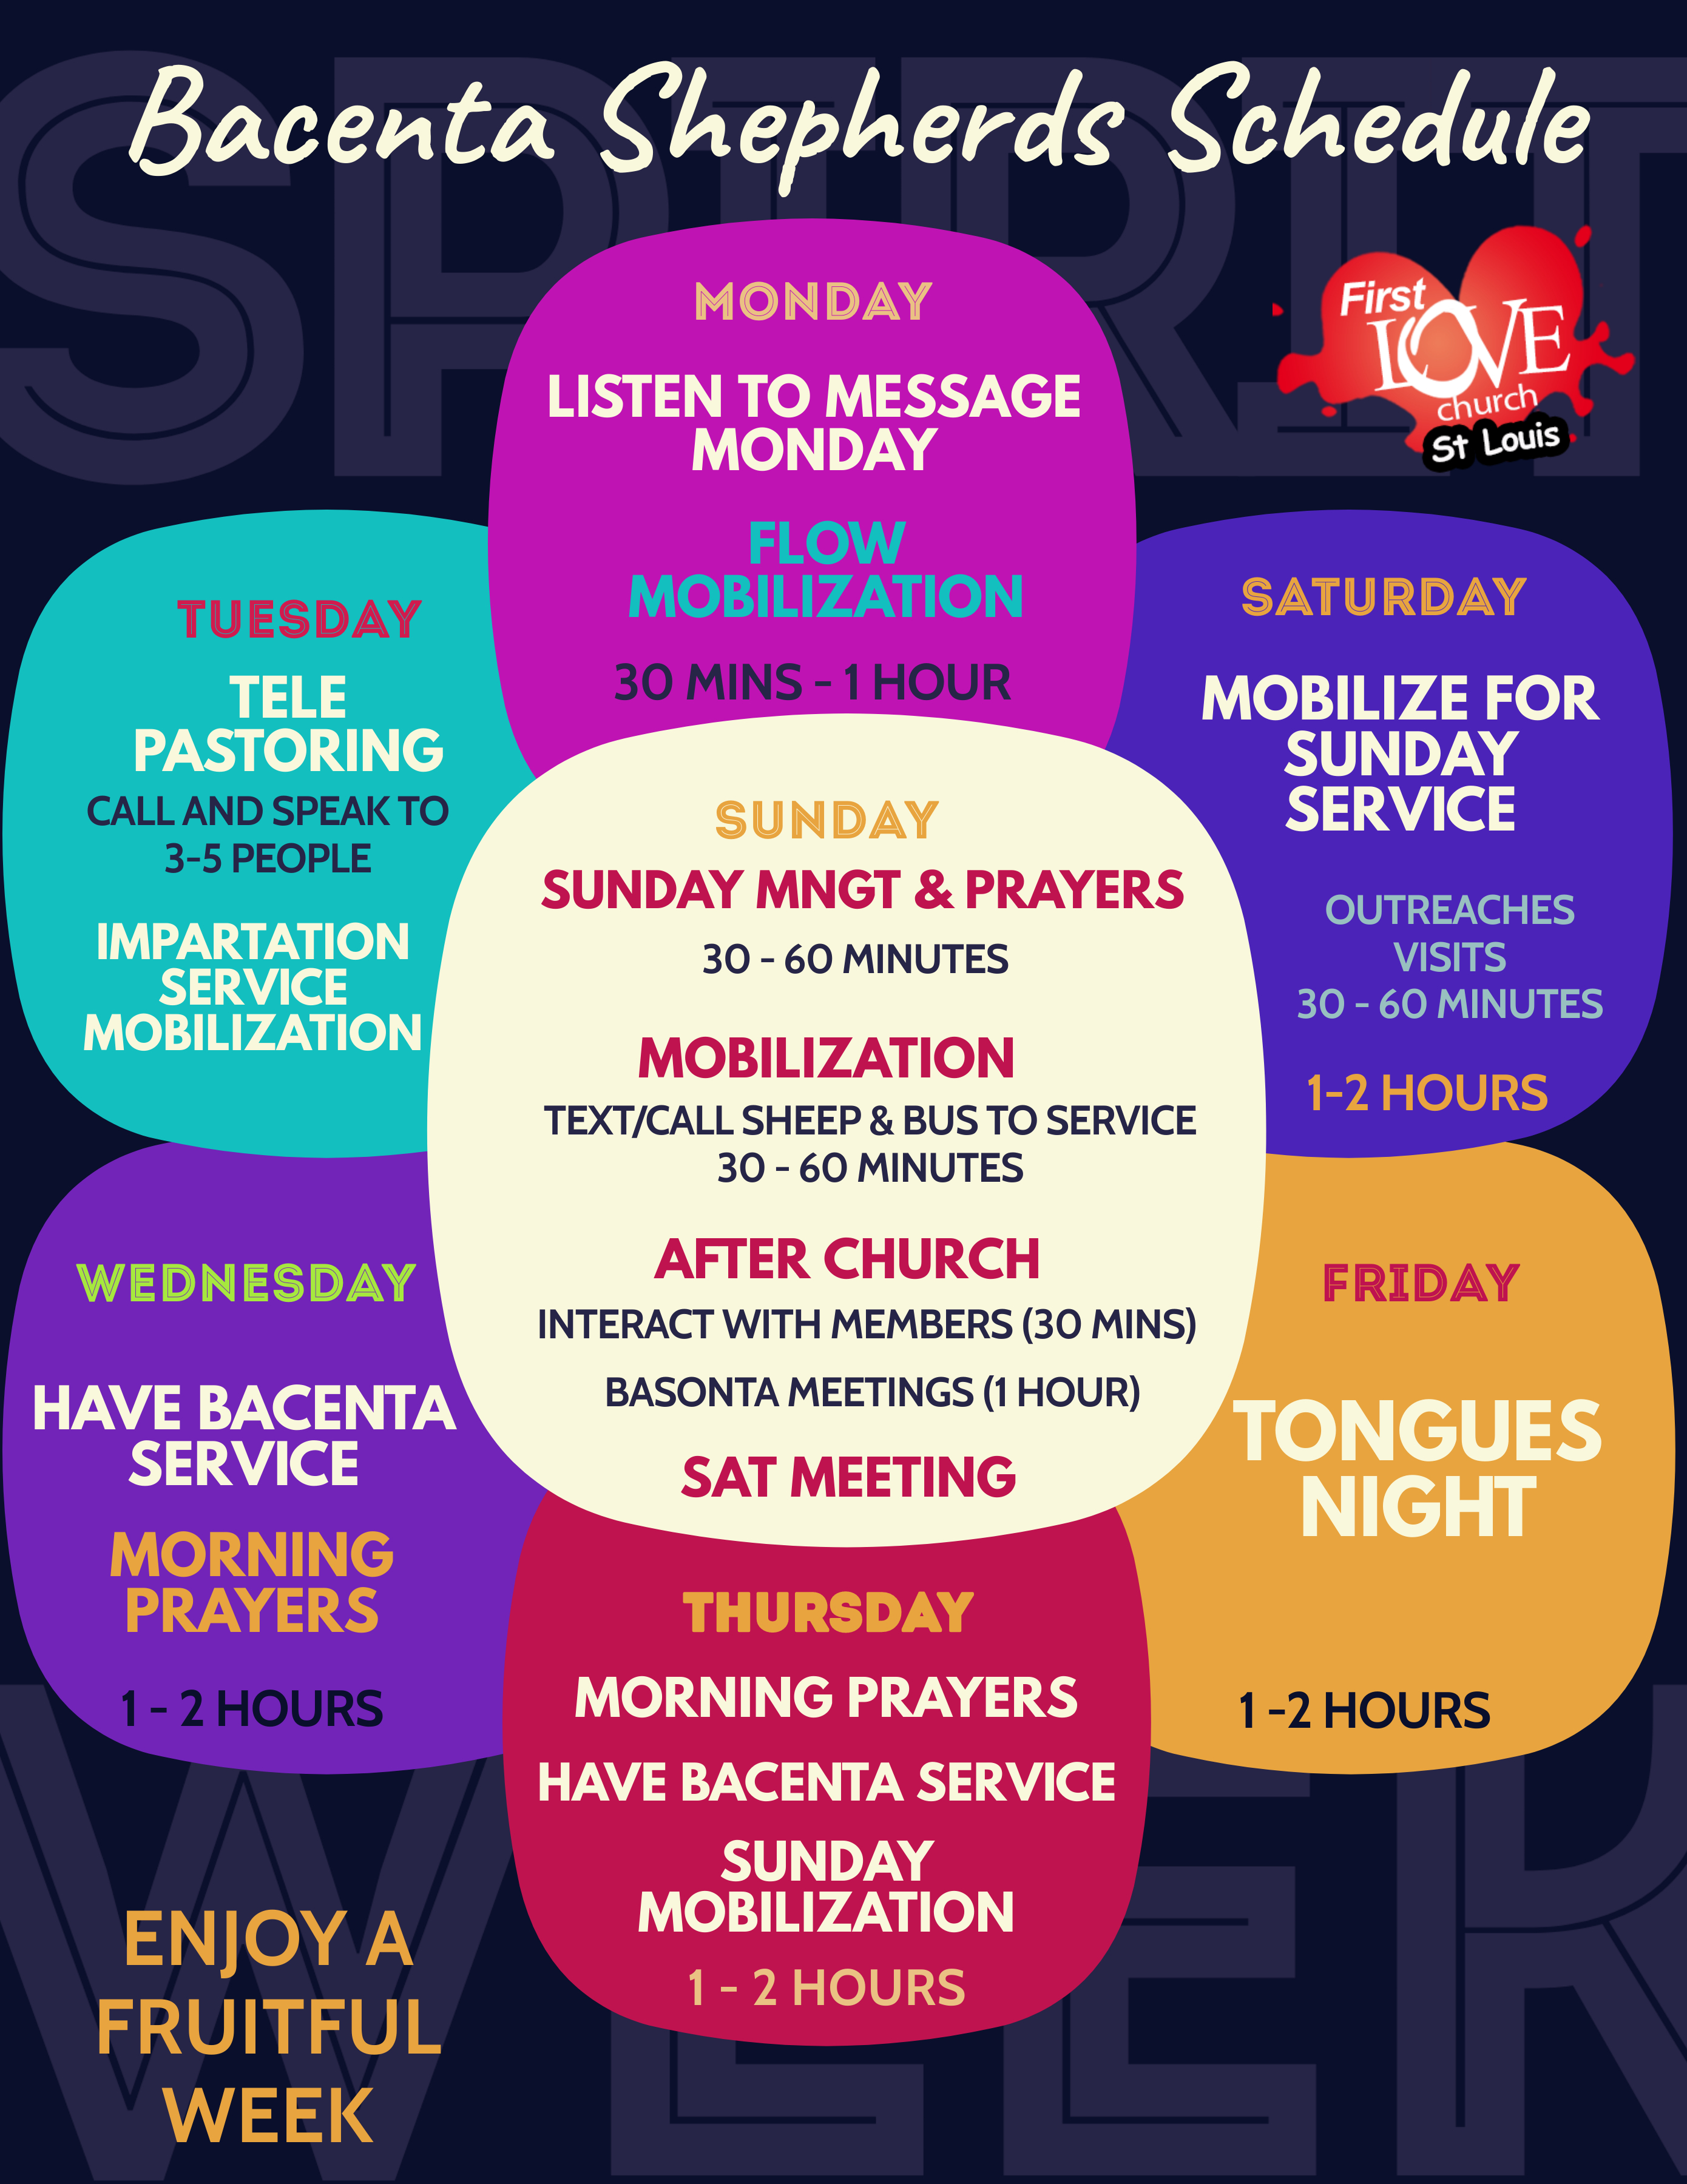 SPIRIT
Bacenta Shepherds Schedule
First
LOVE
church
St Louis
MONDAY
LISTEN TO MESSAGE
MONDAY
FLOW
MOBILIZATION
30 MINS - 1 HOUR
TUESDAY
TELE
PASTORING
CALL AND SPEAK TO
3-5 PEOPLE
IMPARTATION
SERVICE
MOBILIZATION
SATURDAY
MOBILIZE FOR
SUNDAY
SERVICE
OUTREACHES
VISITS
30 - 60 MINUTES
1-2 HOURS
SUNDAY
SUNDAY MNGT & PRAYERS
30 - 60 MINUTES
MOBILIZATION
TEXT/CALL SHEEP & BUS TO SERVICE
30 - 60 MINUTES
AFTER CHURCH
INTERACT WITH MEMBERS (30 MINS)
BASONTA MEETINGS (1 HOUR)
SAT MEETING
WEDNESDAY
HAVE BACENTA
SERVICE
MORNING
PRAYERS
1 - 2 HOURS
FRIDAY
TONGUES
NIGHT
1 -2 HOURS
THURSDAY
MORNING PRAYERS
HAVE BACENTA SERVICE
SUNDAY
MOBILIZATION
1 - 2 HOURS
ENJOY A
FRUITFUL
WEEK
WEEK